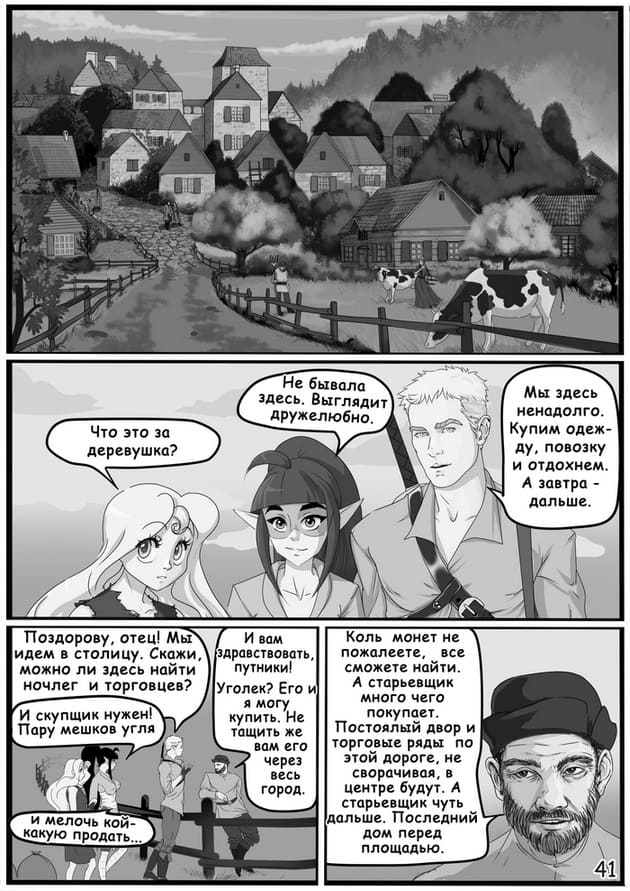 Что это за
деревушка?
Не бывала
здесь. Выглядит
дружелюбно.
Мы здесь
ненадолго.
Купим одеж-
ду, повозку
и отдохнем.
А завтра -
дальше.
Поздорову, отец! Мы
идем в столицу. Скажи,
можно ли здесь найти
ночлег и торговцев?
И скупщик нужен!
Пару мешков угля
и мелочь кой-
какую продать...
И вам
здравствовать,
путники!
Уголек? Его и
я могу
купить. Не
тащить же
вам его
через
весь
город.
Коль монет не
пожалеете, все
сможете найти.
А старьевщик
много чего
покупает.
Постоялый двор и
торговые ряды по
этой дороге, не
сворачивая, в
центре будут. А
старьевщик чуть
дальше. Последний
дом перед
площадью.
41